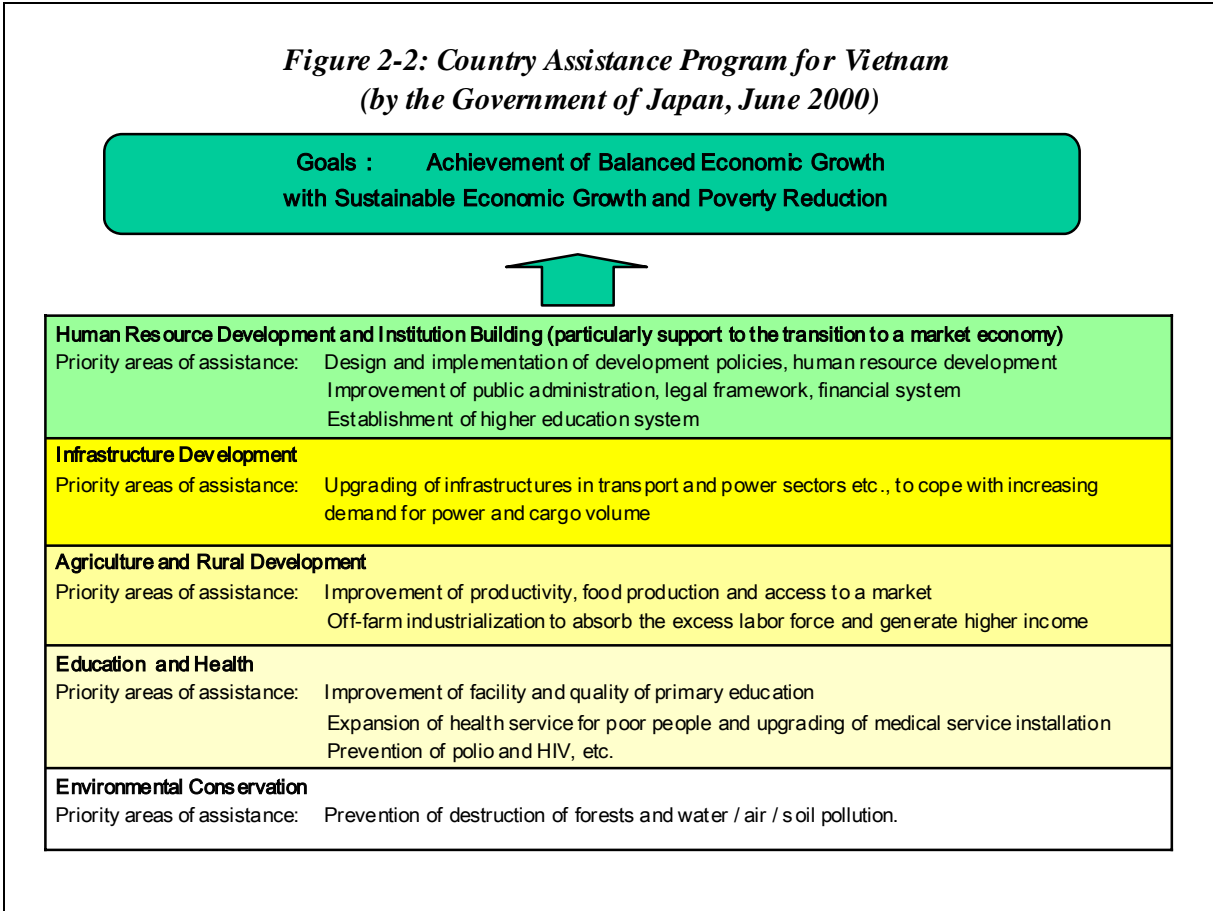 Figure 2-2: Country Assistance Program for Vietnam
(by the Government of Japan, June 2000)
Goals : Achievement of Balanced Economic Growth
with Sustainable Economic Growth and Poverty Reduction
Human Resource Development and Institution Building (particularly support to the transition to a market economy)
Priority areas of assistance: Design and implementation of development policies, human resource development
Improvement of public administration, legal framework, financial system
Establishment of higher education system
Infrastructure Development
Priority areas of assistance: Upgrading of infrastructures in transport and power sectors etc., to cope with increasing
demand for power and cargo volume
Agriculture and Rural Development
Priority areas of assistance: Improvement of productivity, food production and access to a market
Off-farm industrialization to absorb the excess labor force and generate higher income
Education and Health
Priority areas of assistance: Improvement of facility and quality of primary education
Expansion of health service for poor people and upgrading of medical service installation
Prevention of polio and HIV, etc.
Environmental Conservation
Priority areas of assistance: Prevention of destruction of forests and water / air / soil pollution.